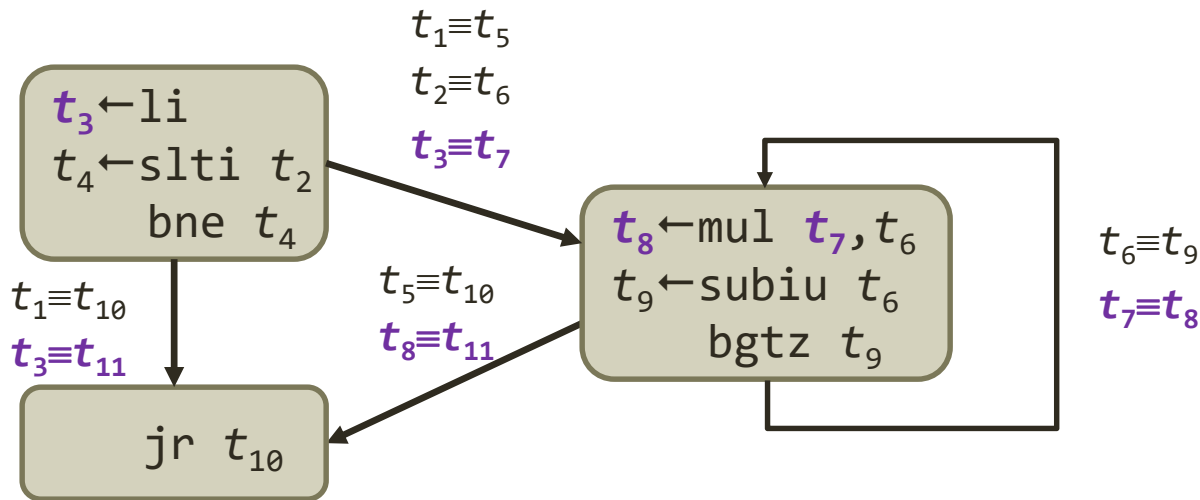 t₁≡t₅
t₂≡t₆
t₃≡t₇
t₃←li
t₄←slti t₂
bne t₄
t₈←mul t₇,t₆
t₉←subiu t₆
bgtz t₉
t₆≡t₉
t₇≡t₈
t₁≡t₁₀
t₃≡t₁₁
t₅≡t₁₀
t₈≡t₁₁
jr t₁₀